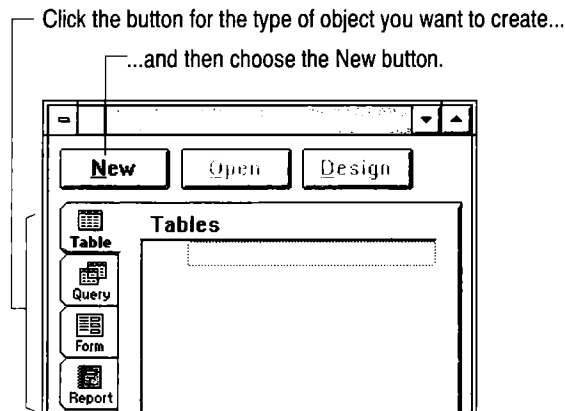 Click the button for the type of object you want to create...
...and then choose the New button.
New Open Design
Table
Tables
Query
Form
Report